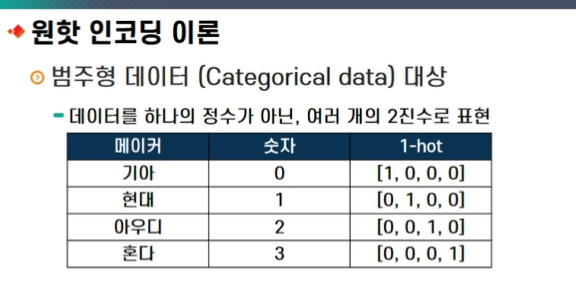 원핫 인코딩 이론
범주형 데이터 (Categorical data) 대상
데이터를 하나의 정수가 아닌, 여러 개의 2진수로 표현
메이커 숫자 1-hot
기아 0 [1, 0, 0, 0]
현대 1 [0, 1, 0, 0]
아우디 2 [0, 0, 1, 0]
혼다 3 [0, 0, 0, 1]